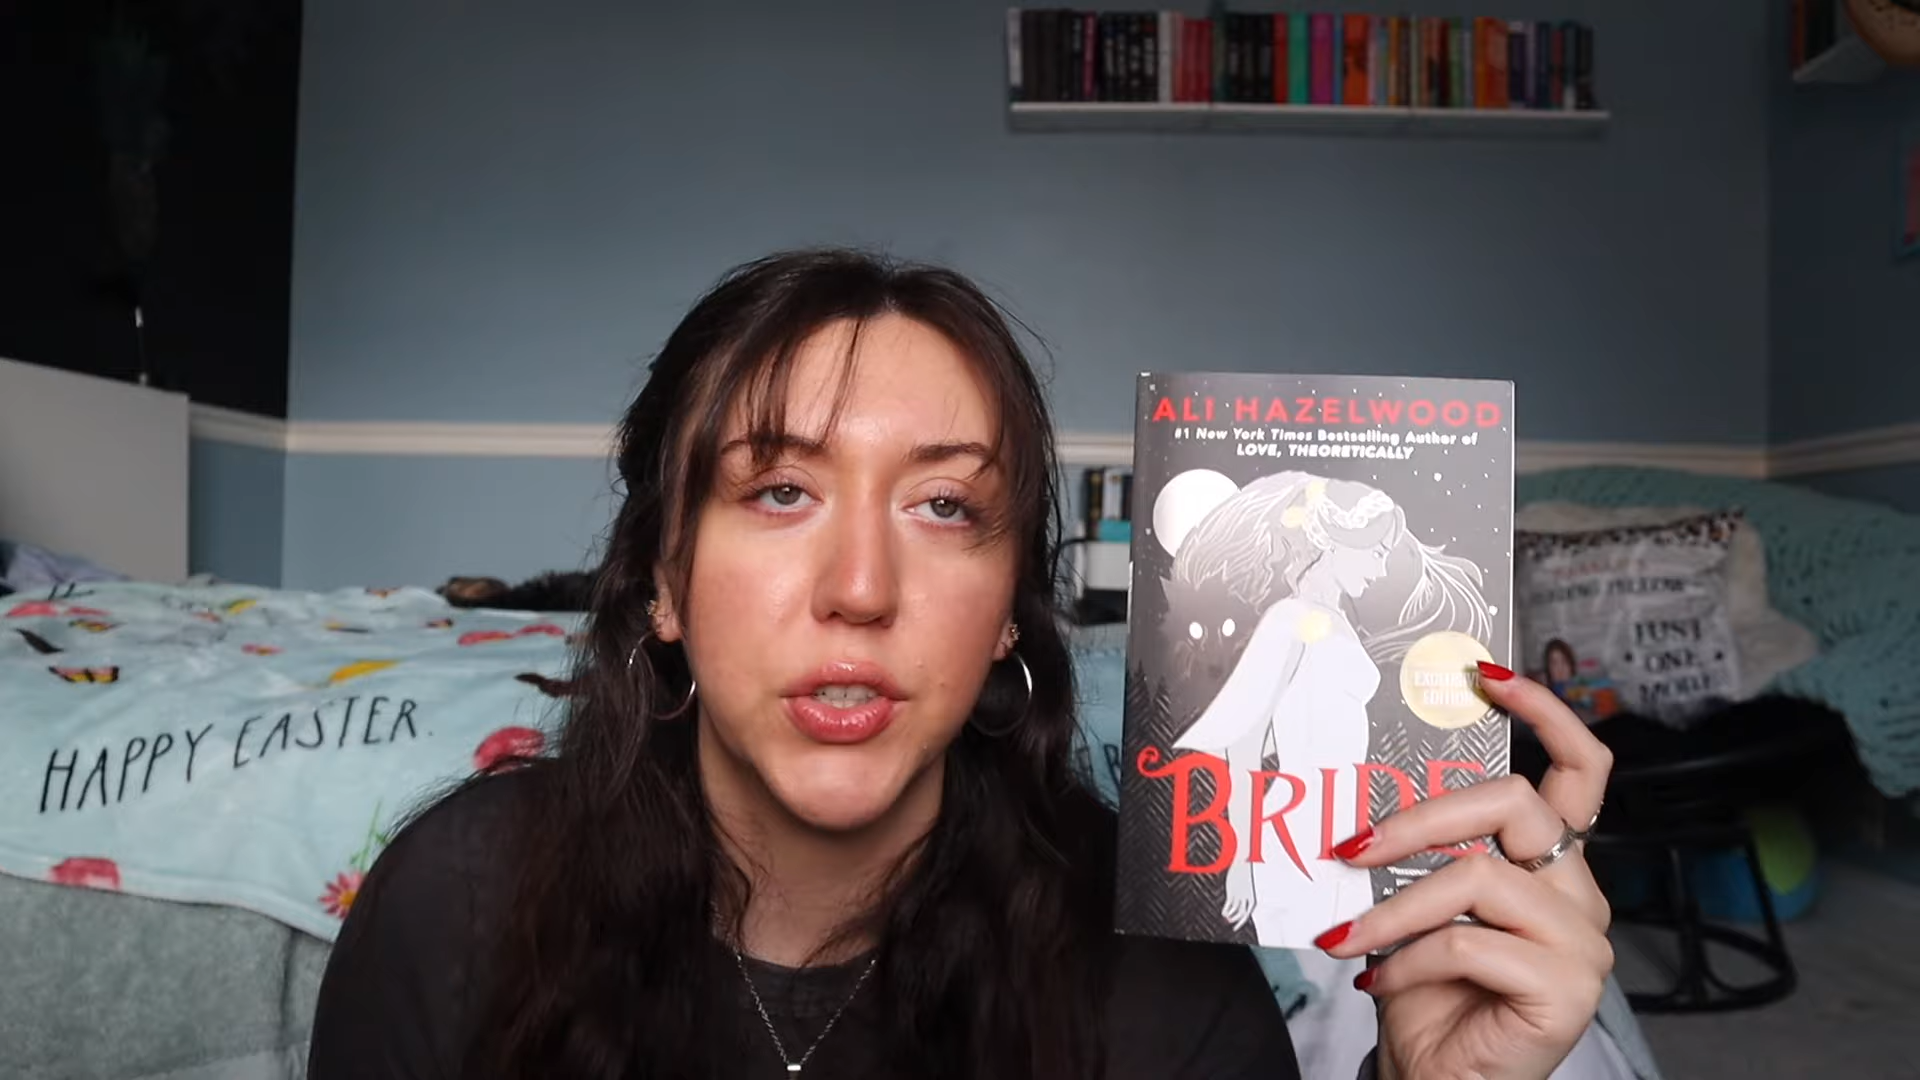 ALI HAZELWOOD
#1 New York Times Bestselling Author of
LOVE, THEORETICALLY
EXCLUSIVE
EDITION
BRIDE
HAPPY EASTER.
JUST
ONE
MORE